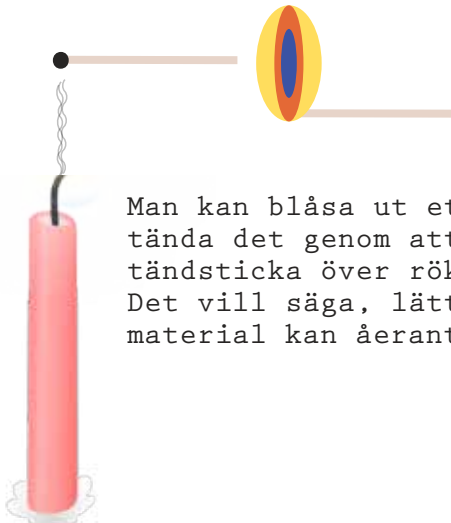 Man kan blåsa ut et
tända det genom att
tändsticka över rök
Det vill säga, lätt
material kan åerant